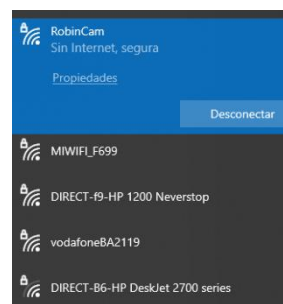 RobinCam
Sin Internet, segura
Propiedades
Desconectar
MIWIFI_F699
DIRECT-f9-HP 1200 Neverstop
vodafoneBA2119
DIRECT-B6-HP DeskJet 2700 series